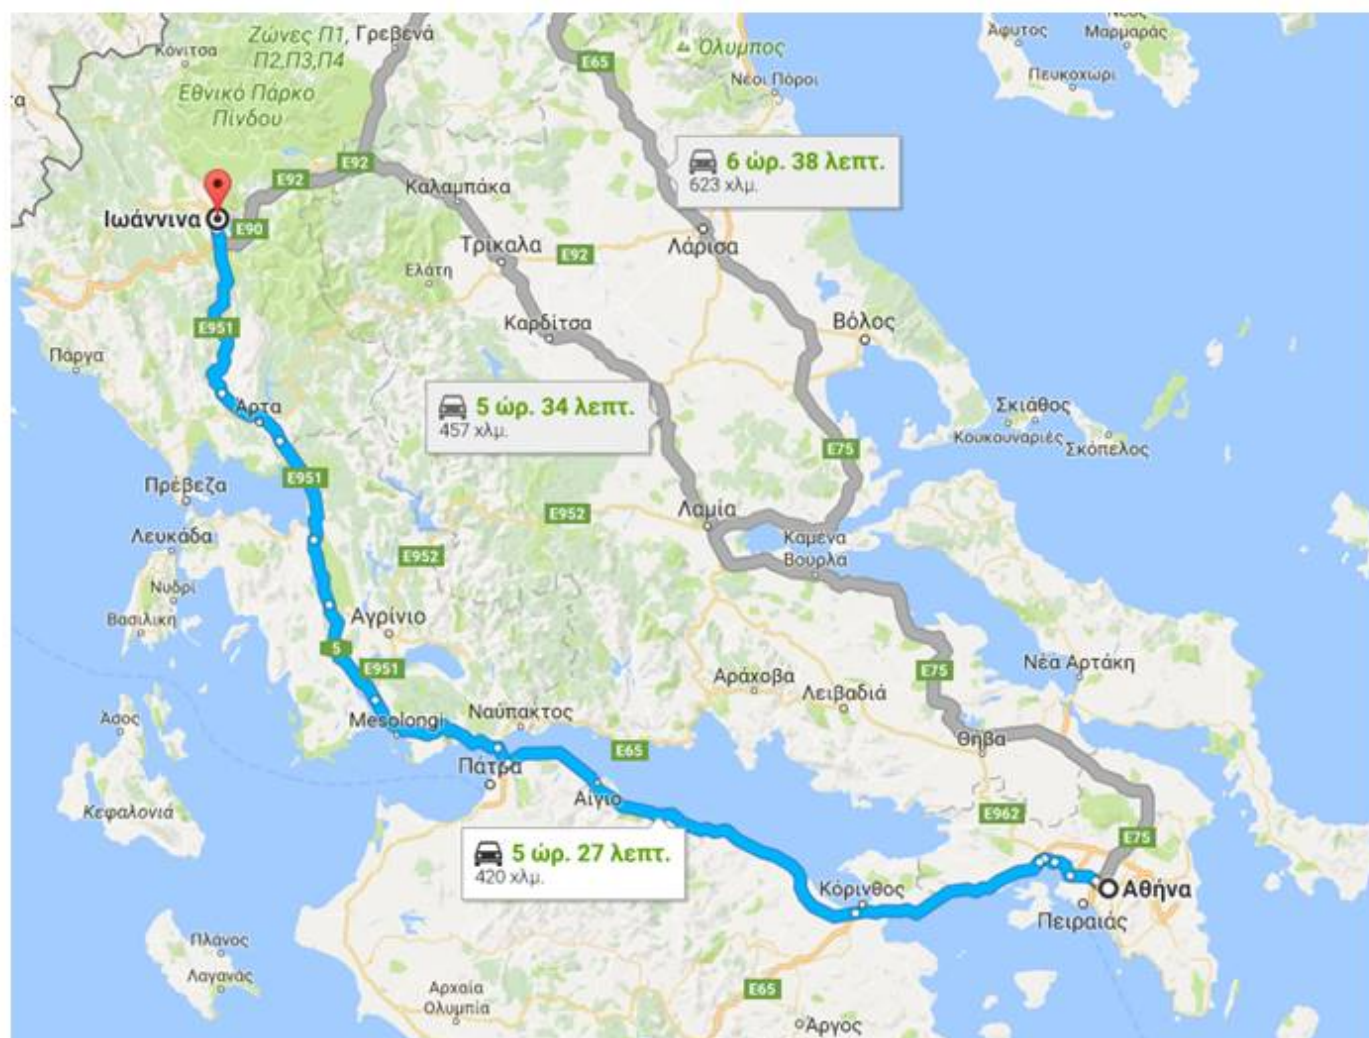 Νέος
Μαρμαράς
Άφυτος
Πευκοχώρι
Ζώνες Π1,
Π2,Π3,Π4
Γρεβενά
Κόνιτσα
Όλυμπος
Νέοι Πόροι
E65
Εθνικό Πάρκο
Πίνδου
τα
6 ώρ. 38 λεπτ.
623 χλμ.
E92
E92
Καλαμπάκα
Ιωάννινα
E90
Λάρισα
Τρίκαλα
E92
Ελάτη
E951
Καρδίτσα
Βόλος
Πάργα
5 ώρ. 34 λεπτ.
457 χλμ.
Άρτα
Σκιάθος
Κουκουναριές
Σκόπελος
E75
E951
Πρέβεζα
Λαμία
E952
Λευκάδα
Καμένα
Βούρλα
E952
Νυδρί
Βασιλική
Αγρίνιο
5
E951
Αράχοβα
E75
Νέα Αρτάκη
Λειβαδιά
Άσος
Mesolongi
Ναύπακτος
Θήβα
E65
Πάτρα
Αίγιο
Κεφαλονιά
E962
E75
5 ώρ. 27 λεπτ.
420 χλμ.
Κόρινθος
Αθήνα
Πειραιάς
Πλάνος
Λαγανάς
Αρχαία
Ολυμπία
E65
Άργος